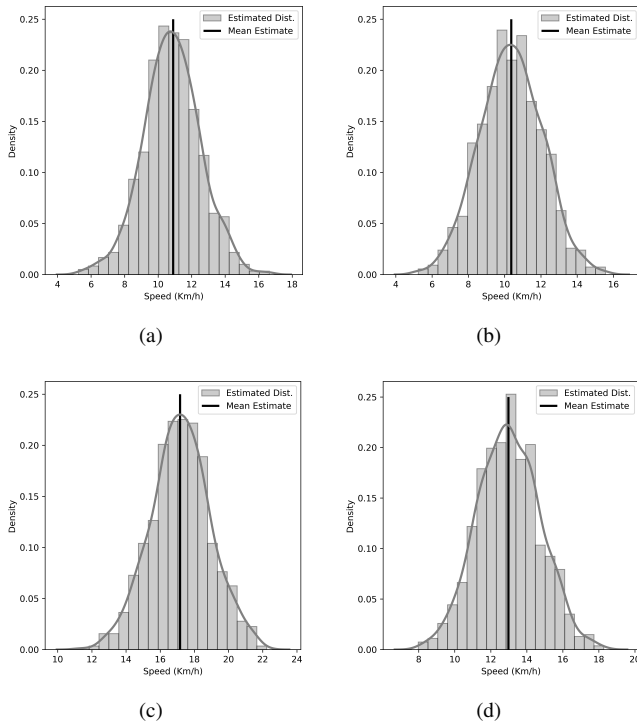 0.25
0.20
0.15
0.10
0.05
0.00
Density
Estimated Dist.
Mean Estimate
4 6 8 10 12 14 16 18
Speed (Km/h)
(a)
0.25
0.20
0.15
0.10
0.05
0.00
Density
Estimated Dist.
Mean Estimate
4 6 8 10 12 14 16
Speed (Km/h)
(b)
0.25
0.20
0.15
0.10
0.05
0.00
Density
Estimated Dist.
Mean Estimate
10 12 14 16 18 20 22 24
Speed (Km/h)
(c)
0.25
0.20
0.15
0.10
0.05
0.00
Density
Estimated Dist.
Mean Estimate
8 10 12 14 16 18 20
Speed (Km/h)
(d)